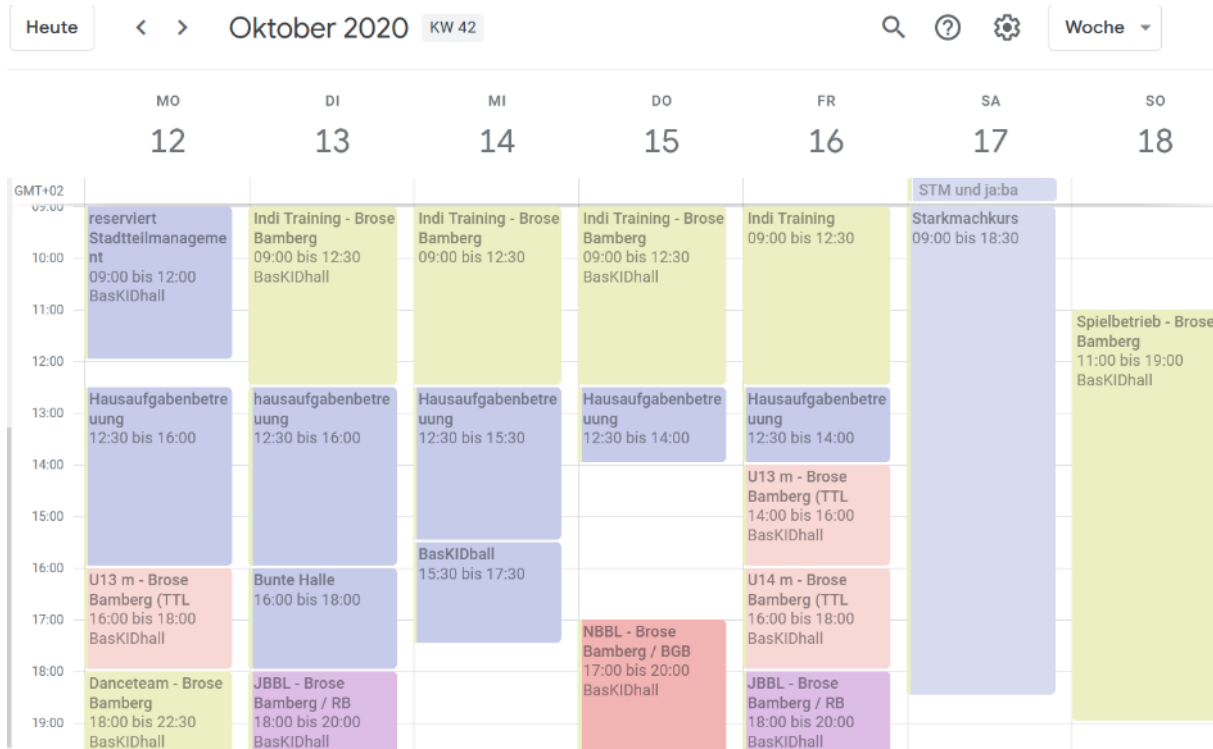 Heute
Oktober 2020
KW 42
Woche
MO
DI
MI
DO
FR
SA
SO
12
13
14
15
16
17
18
GMT+02
STM und ja:ba
09:00
10:00
11:00
12:00
13:00
14:00
15:00
16:00
17:00
18:00
19:00
reserviert
Stadtteilmanageme
nt
09:00 bis 12:00
BasKIDhall
Hausaufgabenbetre
uung
12:30 bis 16:00
U13 m - Brose
Bamberg (TTL
16:00 bis 18:00
BasKIDhall
Danceteam - Brose
Bamberg
18:00 bis 22:30
BasKIDhall
Indi Training - Brose
Bamberg
09:00 bis 12:30
BasKIDhall
hausaufgabenbetre
uung
12:30 bis 16:00
Bunte Halle
16:00 bis 18:00
JBBL - Brose
Bamberg / RB
18:00 bis 20:00
BasKIDhall
Indi Training - Brose
Bamberg
09:00 bis 12:30
Hausaufgabenbetre
uung
12:30 bis 15:30
BasKIDball
15:30 bis 17:30
Indi Training - Brose
Bamberg
09:00 bis 12:30
BasKIDhall
Hausaufgabenbetre
uung
12:30 bis 14:00
NBBL - Brose
Bamberg / BGB
17:00 bis 20:00
BasKIDhall
Indi Training
09:00 bis 12:30
Hausaufgabenbetre
uung
12:30 bis 14:00
U13 m - Brose
Bamberg (TTL
14:00 bis 16:00
BasKIDhall
U14 m - Brose
Bamberg (TTL
16:00 bis 18:00
BasKIDhall
JBBL - Brose
Bamberg / RB
18:00 bis 20:00
BasKIDhall
Starkmachkurs
09:00 bis 18:30
Spielbetrieb - Brose
Bamberg
11:00 bis 19:00
BasKIDhall